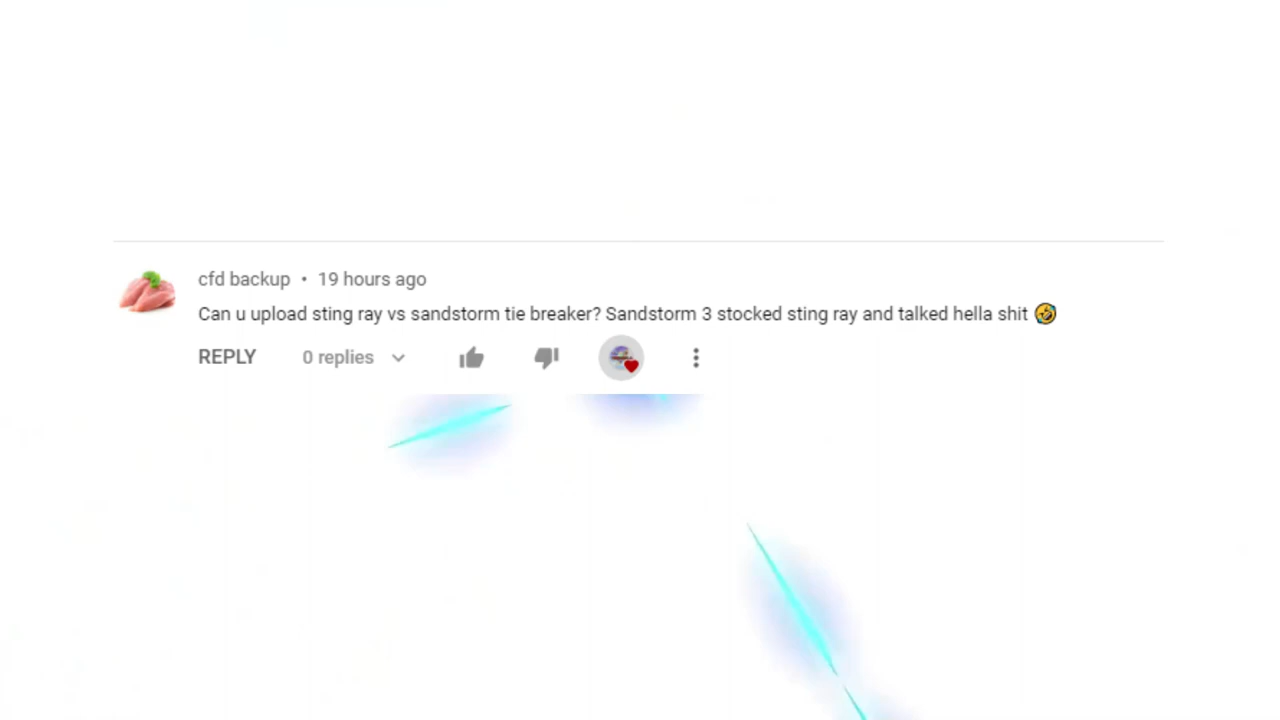 cfd backup • 19 hours ago
Can u upload sting ray vs sandstorm tie breaker? Sandstorm 3 stocked sting ray and talked hella shit 🤣
REPLY 0 replies